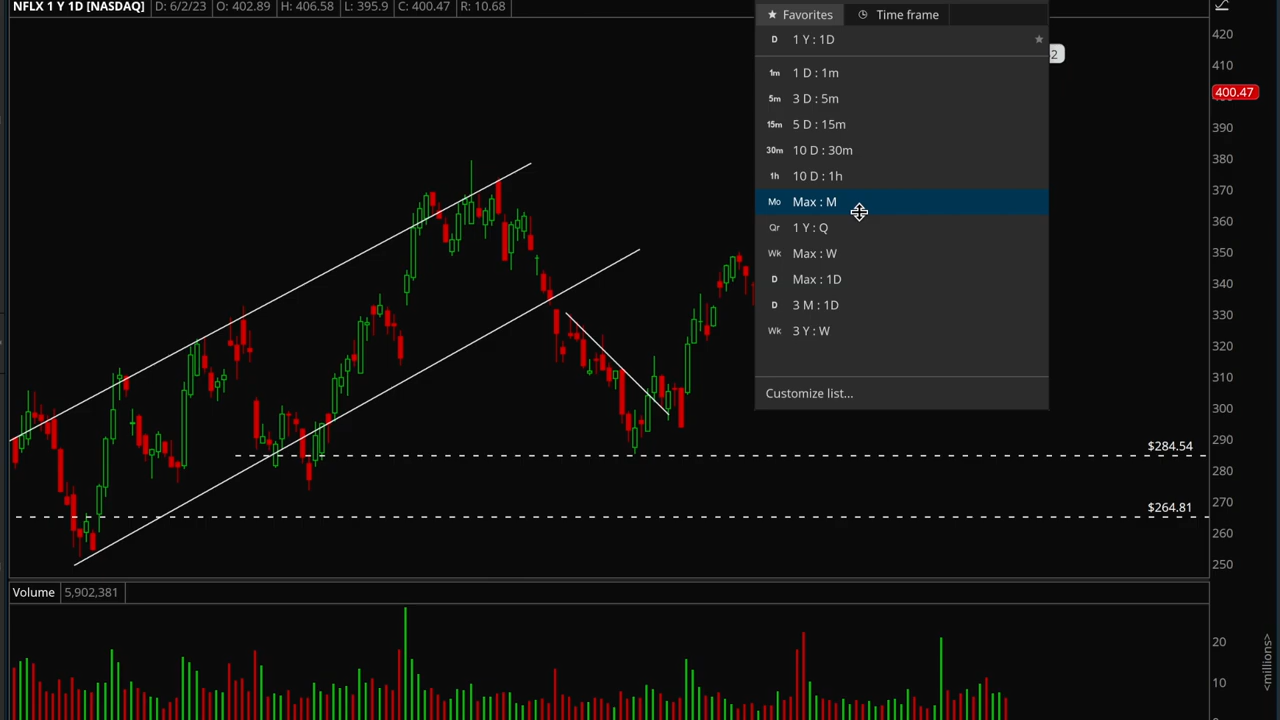 NFLX 1 Y 1D [NASDAQ] D: 6/2/23 O: 402.89 H: 406.58 L: 395.9 C: 400.47 R: 10.68
Favorites Time frame
D 1 Y : 1D
2
1m 1 D : 1m
5m 3 D : 5m
15m 5 D : 15m
30m 10 D : 30m
1h 10 D : 1h
Mo Max : M
Qr 1 Y : Q
Wk Max : W
D Max : 1D
D 3 M : 1D
Wk 3 Y : W
Customize list...
420
410
400.47
390
380
370
360
350
340
330
320
310
300
290
280
270
260
250
$284.54
$264.81
Volume 5,902,381
20
10
<millions>